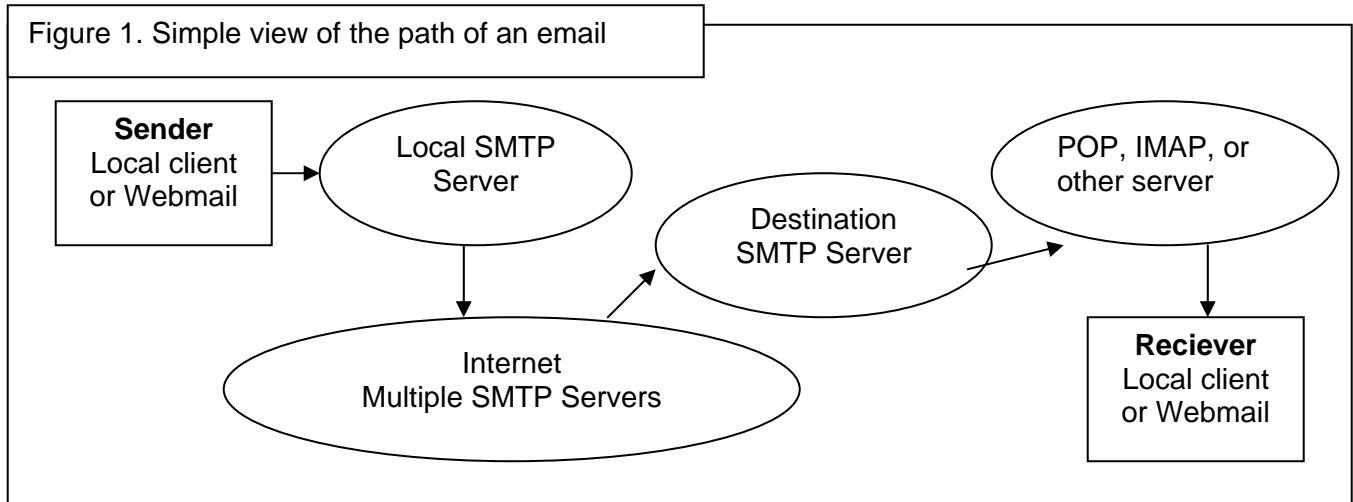 Figure 1. Simple view of the path of an email
Sender
Local client
or Webmail
Local SMTP
Server
Internet
Multiple SMTP Servers
Destination
SMTP Server
POP, IMAP, or
other server
Reciever
Local client
or Webmail